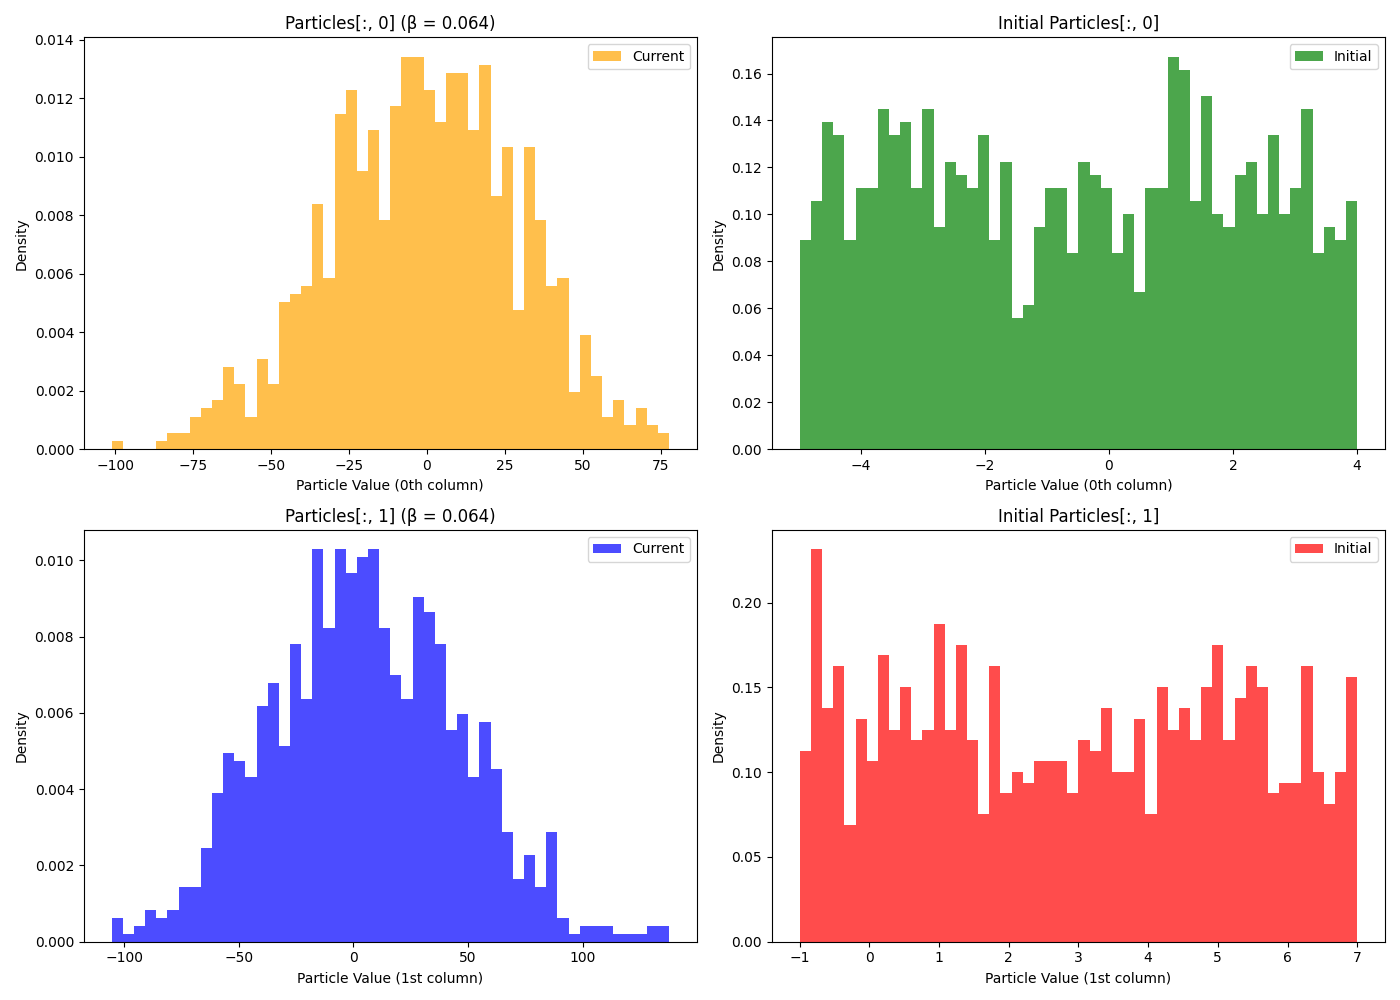 Particles[:, 0] (β = 0.064)
Current
Density
0.014
0.012
0.010
0.008
0.006
0.004
0.002
0.000
−100 −75 −50 −25 0 25 50 75
Particle Value (0th column)
Initial Particles[:, 0]
Initial
Density
0.16
0.14
0.12
0.10
0.08
0.06
0.04
0.02
0.00
−4 −2 0 2 4
Particle Value (0th column)
Particles[:, 1] (β = 0.064)
Current
Density
0.010
0.008
0.006
0.004
0.002
0.000
−100 −50 0 50 100
Particle Value (1st column)
Initial Particles[:, 1]
Initial
Density
0.20
0.15
0.10
0.05
0.00
−1 0 1 2 3 4 5 6 7
Particle Value (1st column)